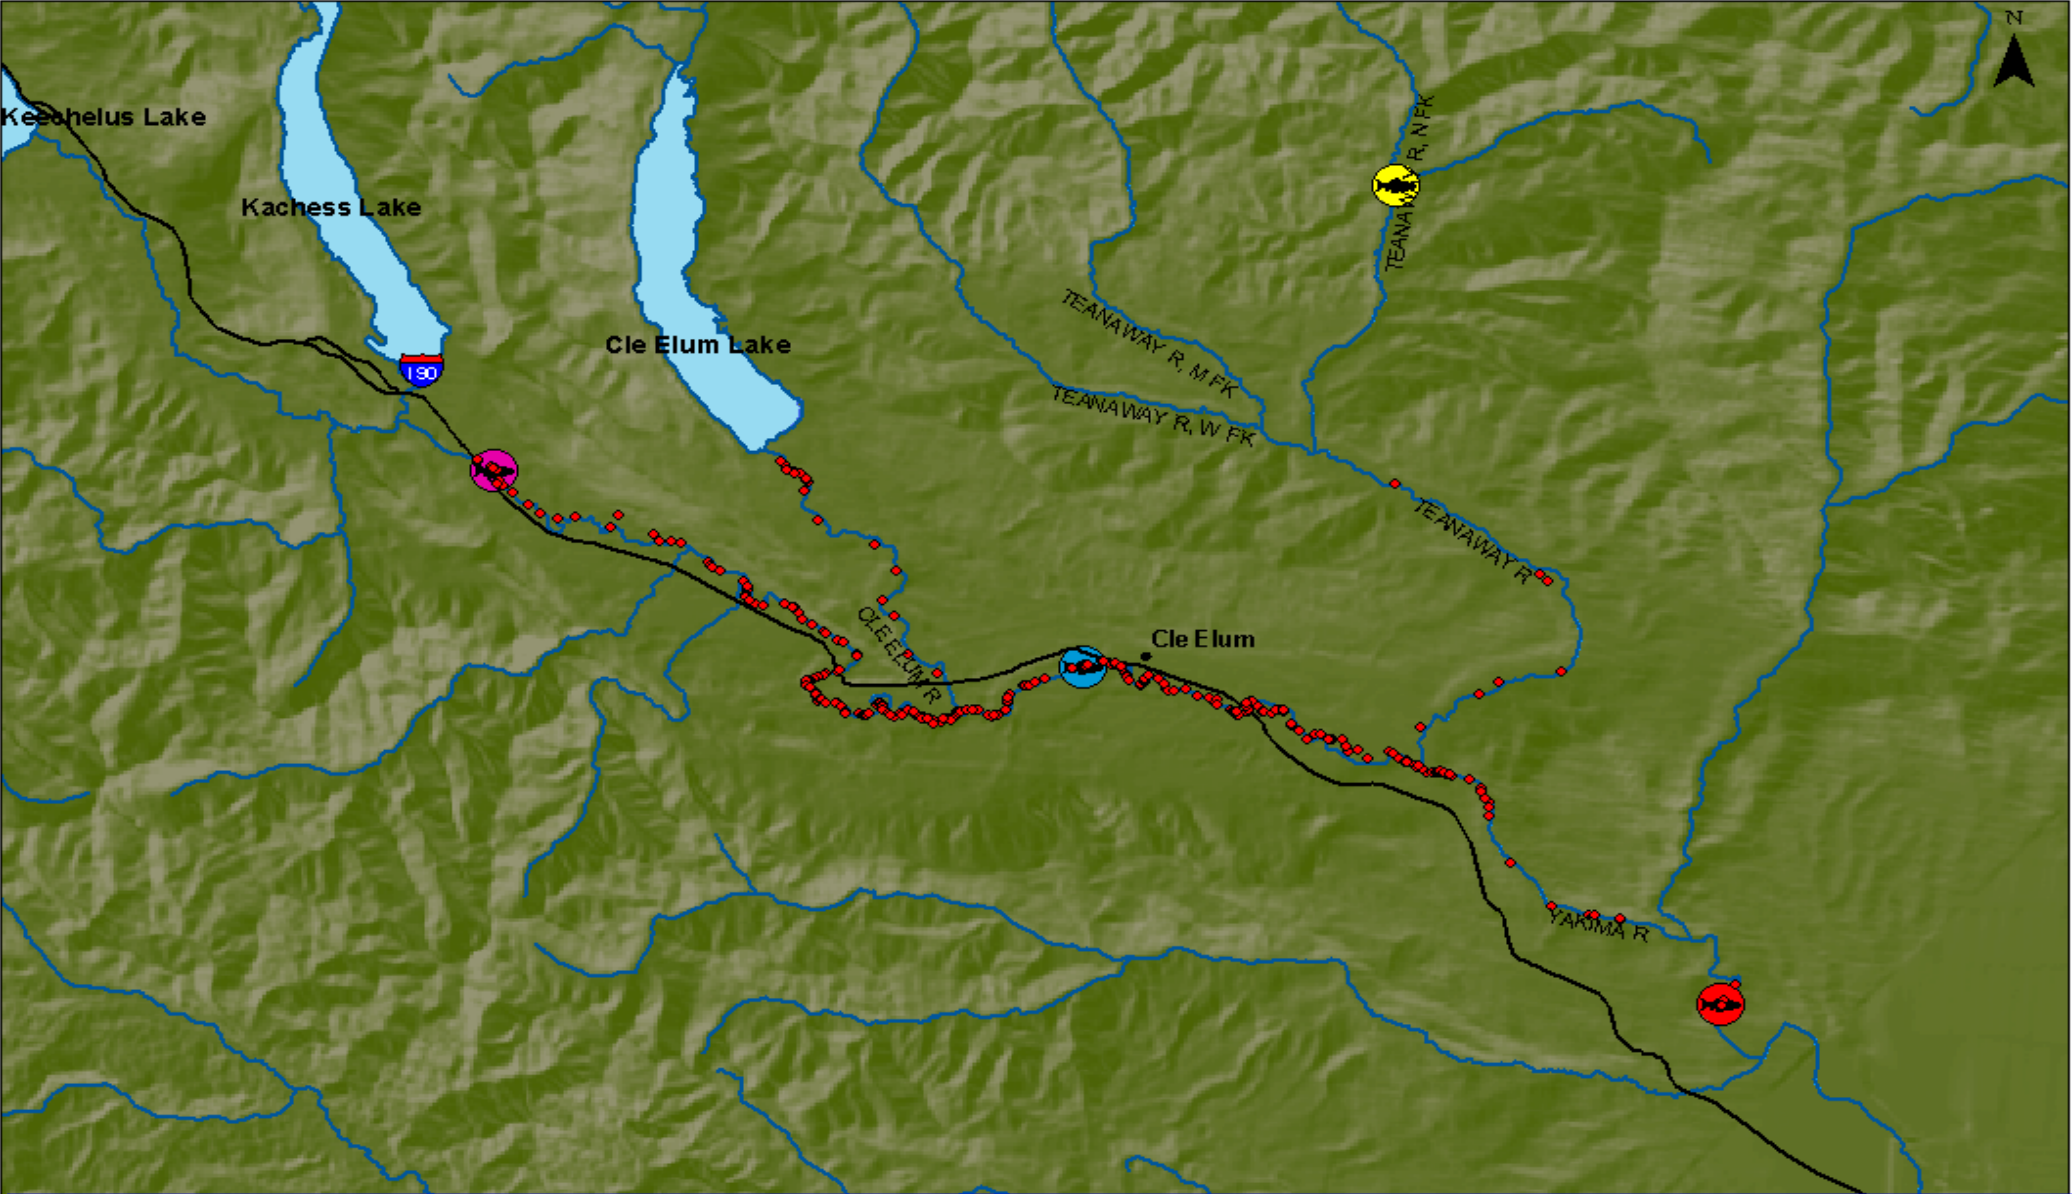 N
Keechelus Lake
Kachess Lake
TEANAWAY R, N FK
Cle Elum Lake
TEANAWAY R, M FK
I 90
TEANAWAY R, W FK
TEANAWAY R
CLE ELUM R
Cle Elum
YAKIMA R